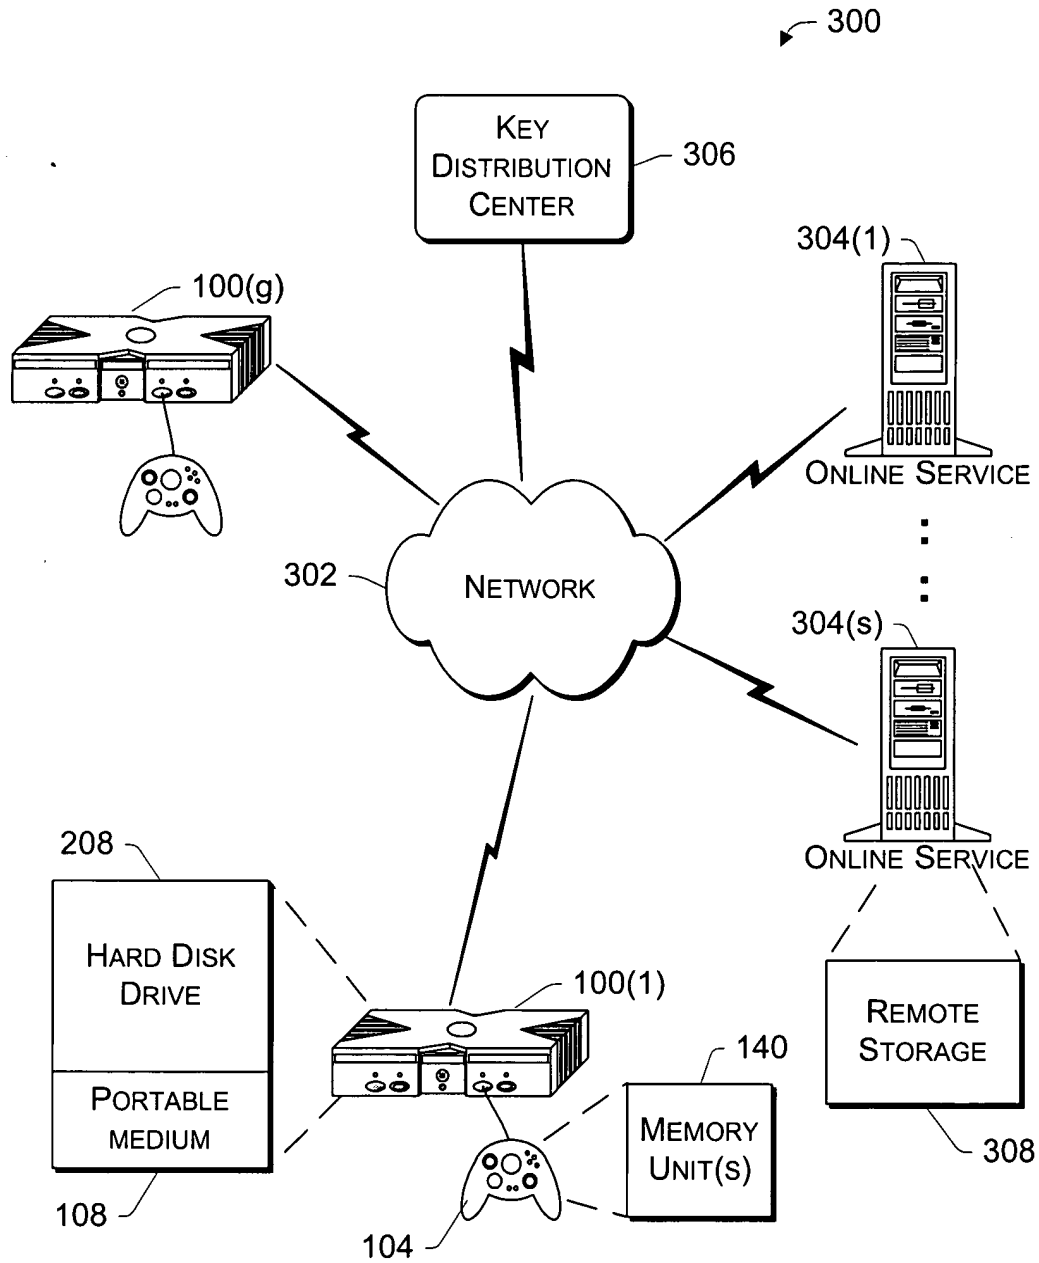 300
KEY
DISTRIBUTION
CENTER
306
304(1)
100(g)
ONLINE SERVICE
302
NETWORK
304(s)
ONLINE SERVICE
208
HARD DISK
DRIVE
PORTABLE
MEDIUM
108
100(1)
104
140
MEMORY
UNIT(S)
REMOTE
STORAGE
308